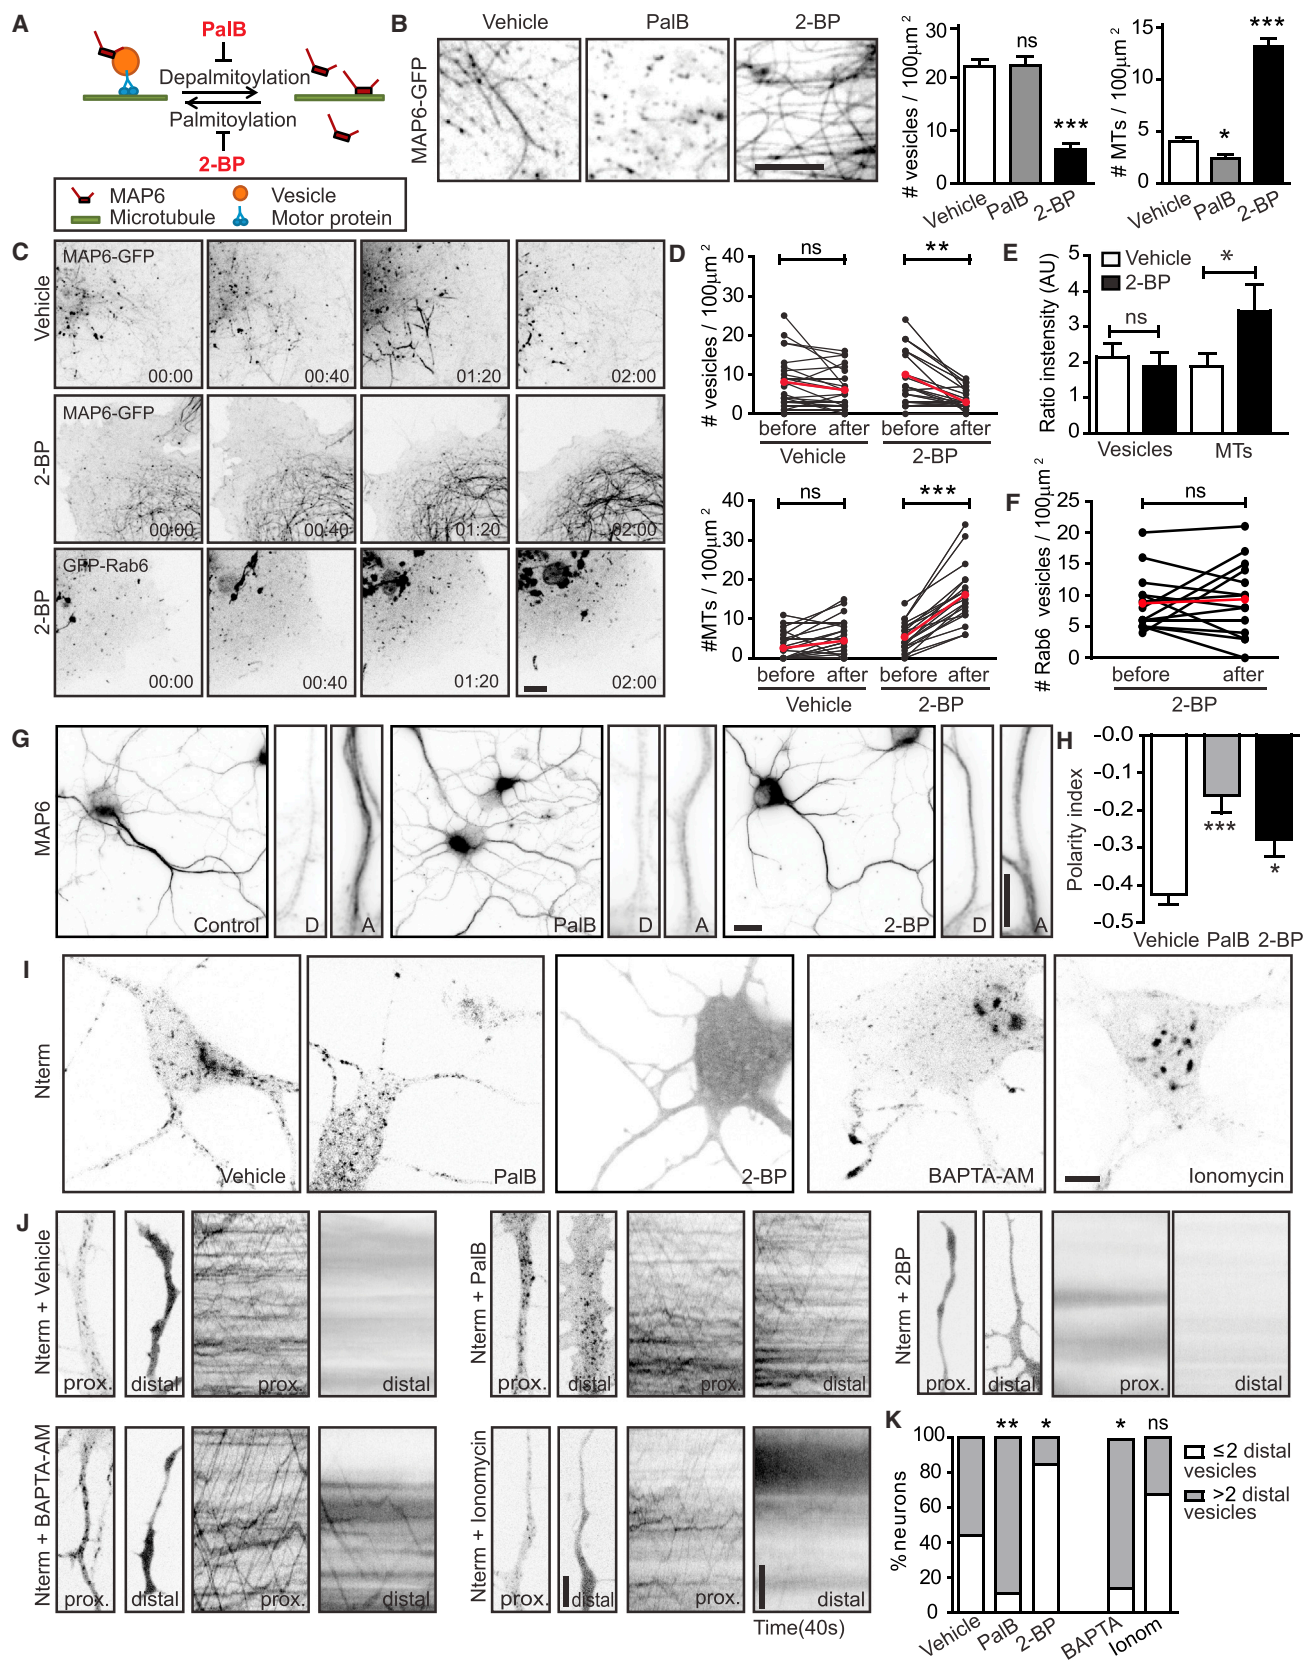 A
PalB
Depalmitoylation
Palmitoylation
2-BP
MAP6
Vesicle
Microtubule
Motor protein
B
Vehicle
PalB
2-BP
MAP6-GFP
# vesicles / 100µm 2
30
20
10
0
ns
***
Vehicle
PalB
2-BP
# MTs / 100µm 2
15
10
5
0
*
***
Vehicle
PalB
2-BP
C
Vehicle
MAP6-GFP
00:00
00:40
01:20
02:00
2-BP
MAP6-GFP
00:00
00:40
01:20
02:00
2-BP
GFP-Rab6
00:00
00:40
01:20
02:00
D
# vesicles / 100µm 2
40
30
20
10
0
ns
**
before after before after
Vehicle 2-BP
#MTs / 100µm 2
40
30
20
10
0
ns
***
before after before after
Vehicle 2-BP
E
Ratio instensity (AU)
5
4
3
2
1
0
Vehicle
2-BP
ns
*
Vesicles MTs
F
# Rab6 vesicles / 100µm 2
25
20
15
10
5
0
ns
before after
2-BP
G
MAP6
Control
D
A
PalB
D
A
2-BP
D
A
H
Polarity index
-0.0
-0.1
-0.2
-0.3
-0.4
-0.5
***
*
Vehicle PalB 2-BP
I
Nterm
Vehicle
PalB
2-BP
BAPTA-AM
Ionomycin
J
Nterm + Vehicle
prox.
distal
prox.
distal
Nterm + PalB
prox.
distal
prox.
distal
Nterm + 2BP
prox.
distal
prox.
distal
Nterm + BAPTA-AM
prox.
distal
prox.
distal
Nterm + Ionomycin
prox.
distal
prox.
distal
Time(40s)
K
% neurons
100
80
60
40
20
0
**
*
*
ns
≤2 distal
vesicles
>2 distal
vesicles
Vehicle
PalB
2-BP
BAPTA
Ionom